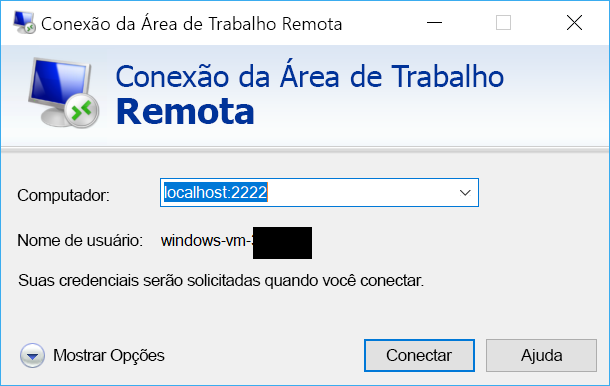 Conexão da Área de Trabalho Remota
Conexão da Área de Trabalho
Remota
Computador: localhost:2222
Nome de usuário: windows-vm-
Suas credenciais serão solicitadas quando você conectar.
Mostrar Opções Conectar Ajuda